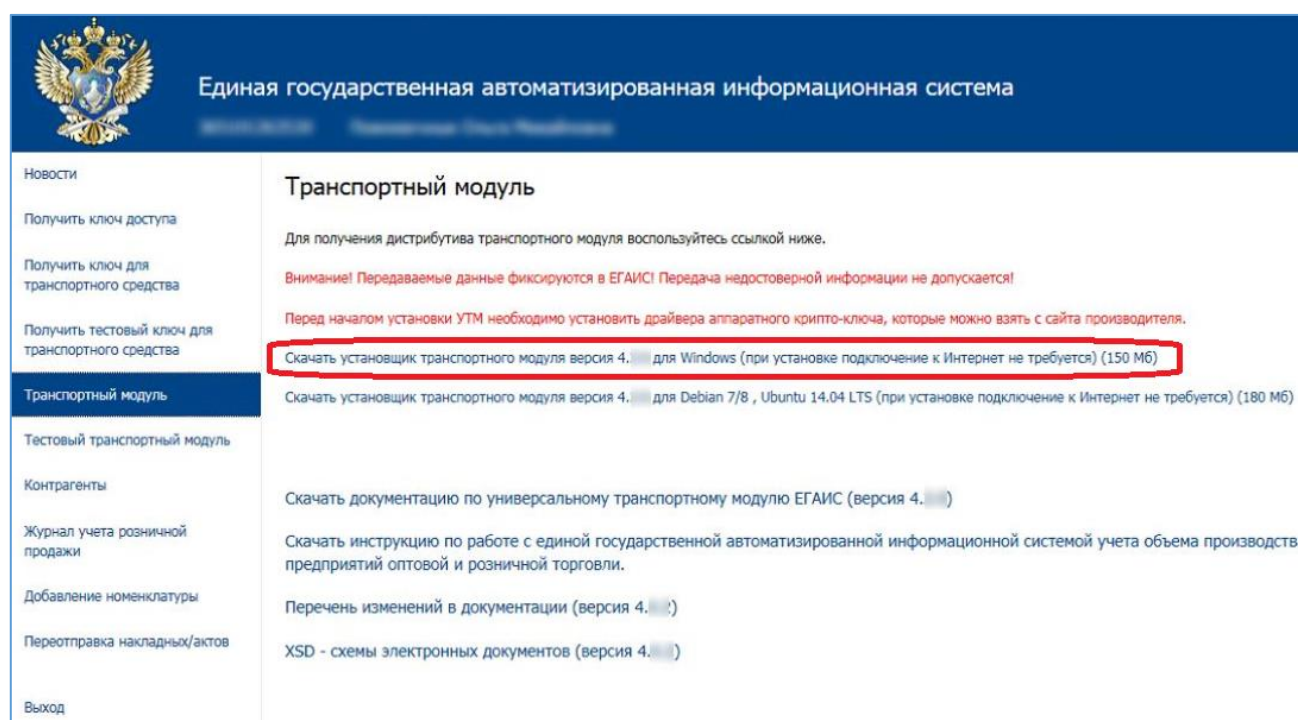 Единая государственная автоматизированная информационная система
Новости
Получить ключ доступа
Получить ключ для
транспортного средства
Получить тестовый ключ для
транспортного средства
Транспортный модуль
Тестовый транспортный модуль
Контрагенты
Журнал учета розничной
продажи
Добавление номенклатуры
Переотправка накладных/актов
Выход
Транспортный модуль
Для получения дистрибутива транспортного модуля воспользуйтесь ссылкой ниже.
Внимание! Передаваемые данные фиксируются в ЕГАИС! Передача недостоверной информации не допускается!
Перед началом установки УТМ необходимо установить драйвера аппаратного крипто-ключа, которые можно взять с сайта производителя.
Скачать установщик транспортного модуля версия 4. для Windows (при установке подключение к Интернет не требуется) (150 Мб)
Скачать установщик транспортного модуля версия 4. для Debian 7/8 , Ubuntu 14.04 LTS (при установке подключение к Интернет не требуется) (180 Мб)
Скачать документацию по универсальному транспортному модулю ЕГАИС (версия 4. )
Скачать инструкцию по работе с единой государственной автоматизированной информационной системой учета объема производств
предприятий оптовой и розничной торговли.
Перечень изменений в документации (версия 4. )
XSD - схемы электронных документов (версия 4. )